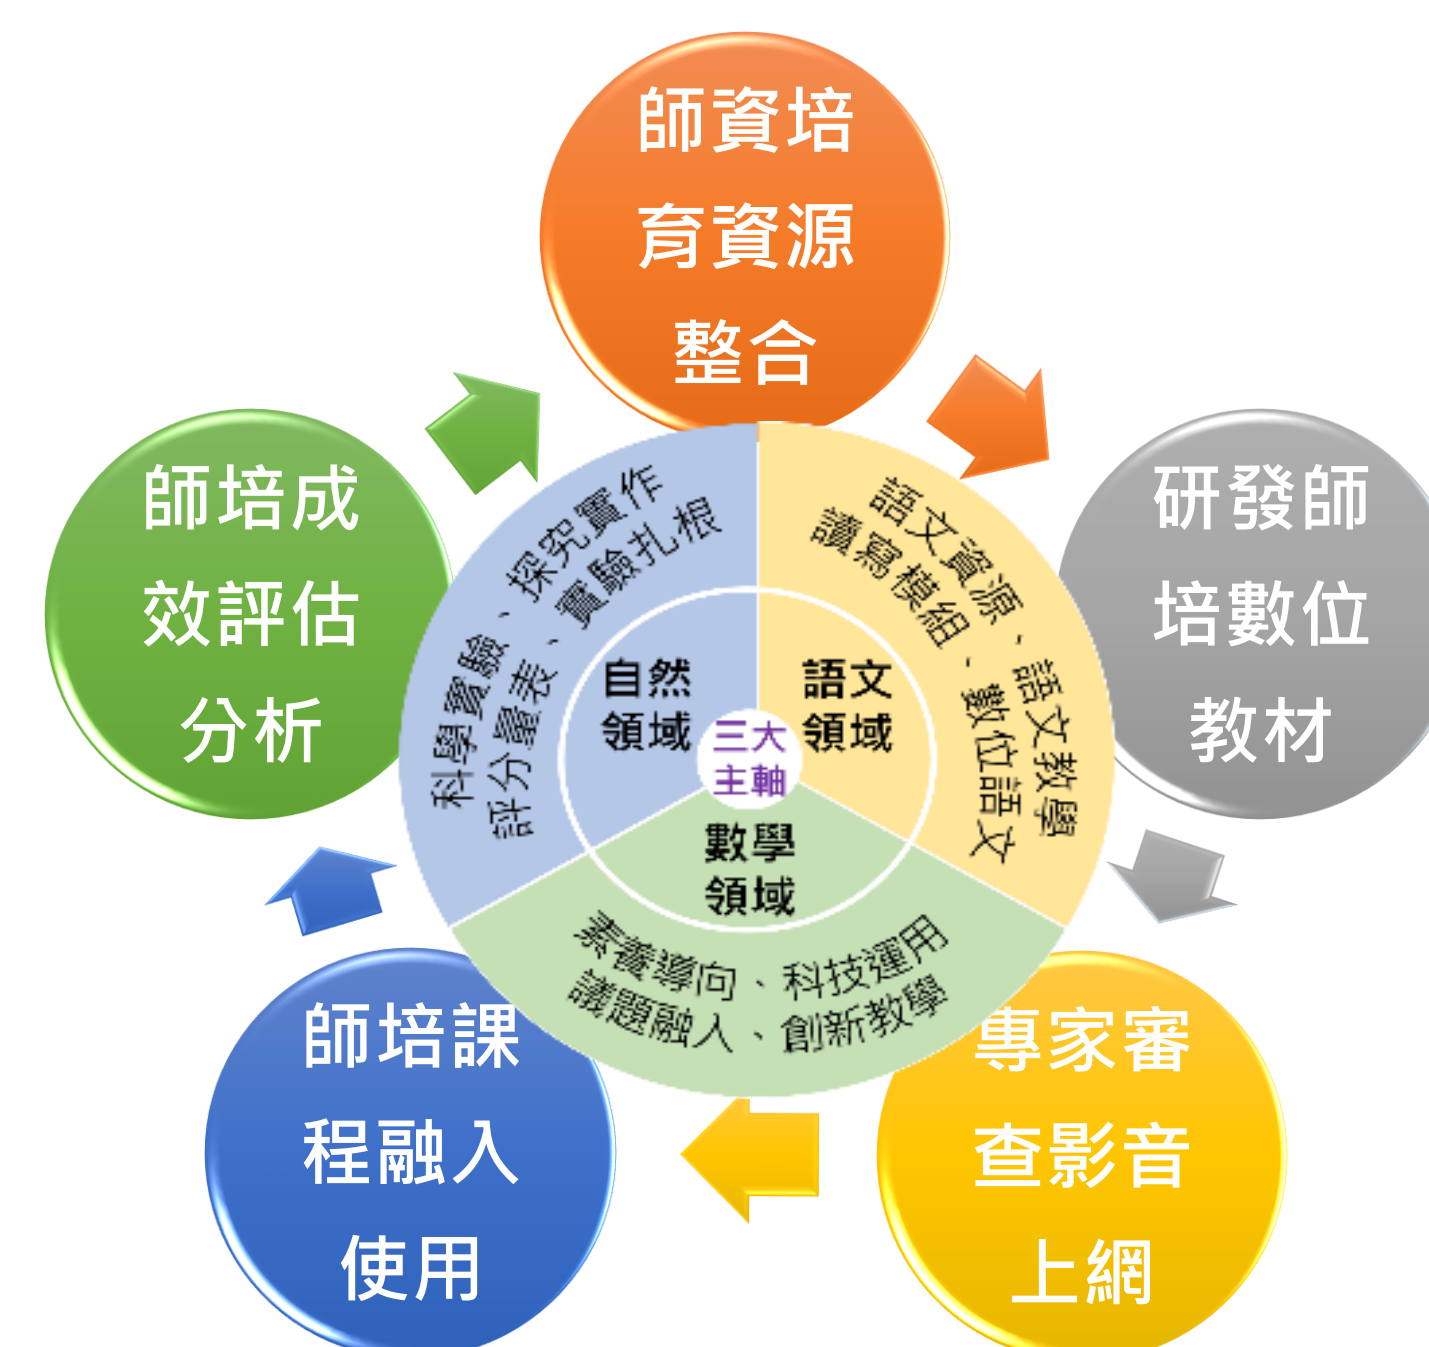 師資培
育資源
整合
研發師
培數位
教材
專家審
查影音
上網
師培課
程融入
使用
師培成
效評估
分析
三大
主軸
語文
領域
語文資源、語文教學
讀寫模組、數位語文
數學
領域
素養導向、科技運用
議題融入、創新教學
自然
領域
科學實驗、探究實作
評分量表、實驗扎根